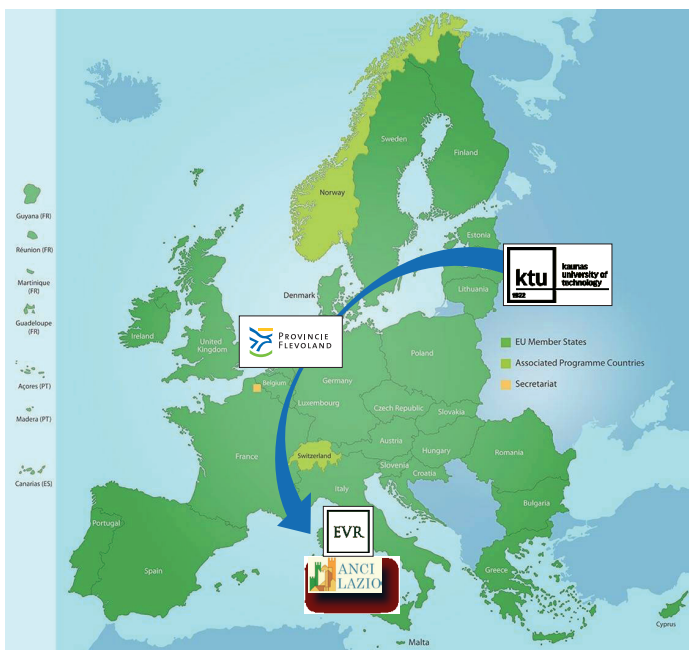 Guyana (FR)
Réunion (FR)
Martinique
(FR)
Guadeloupe
(FR)
Açores (PT)
Madera (PT)
Canarias (ES)
Norway
Sweden
Finland
Estonia
ktu
1922
kaunas
university of
technology
Lithuania
Denmark
Ireland
United
Kingdom
PROVINCIE
FLEVOLAND
Poland
EU Member States
Associated Programme Countries
Secretariat
Belgium
Germany
Luxembourg
Czech Republic
Slovakia
France
Switzerland
Austria
Hungary
Slovenia
Croatia
Romania
Italy
Bulgaria
Portugal
Spain
EVR
ANCI
LAZIO
Greece
Malta
Cyprus